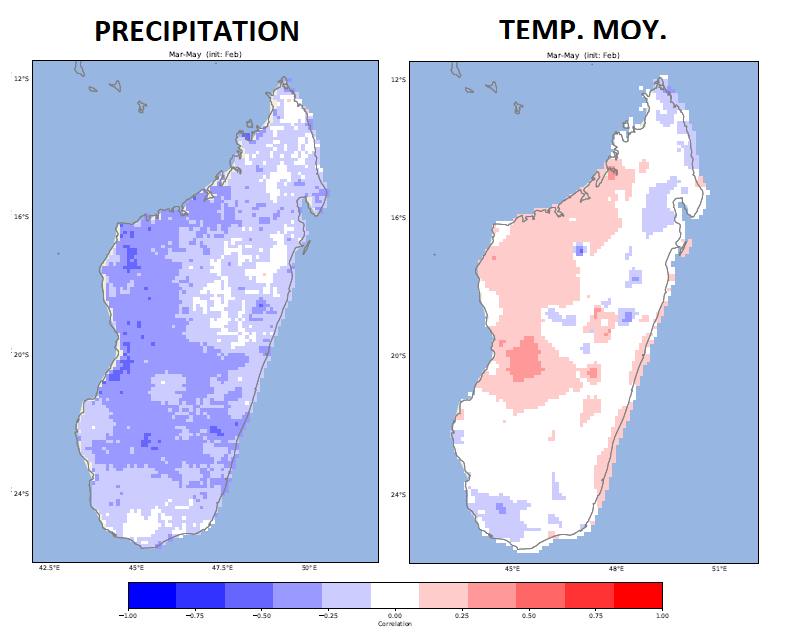 PRECIPITATION
TEMP. MOY.
Mar-May (init: Feb)
Mar-May (init: Feb)
12°S
16°S
20°S
24°S
42.5°E 45°E 47.5°E 50°E
12°S
16°S
20°S
24°S
45°E 48°E 51°E
−1.00 −0.75 −0.50 −0.25 0.00 0.25 0.50 0.75 1.00
Correlation